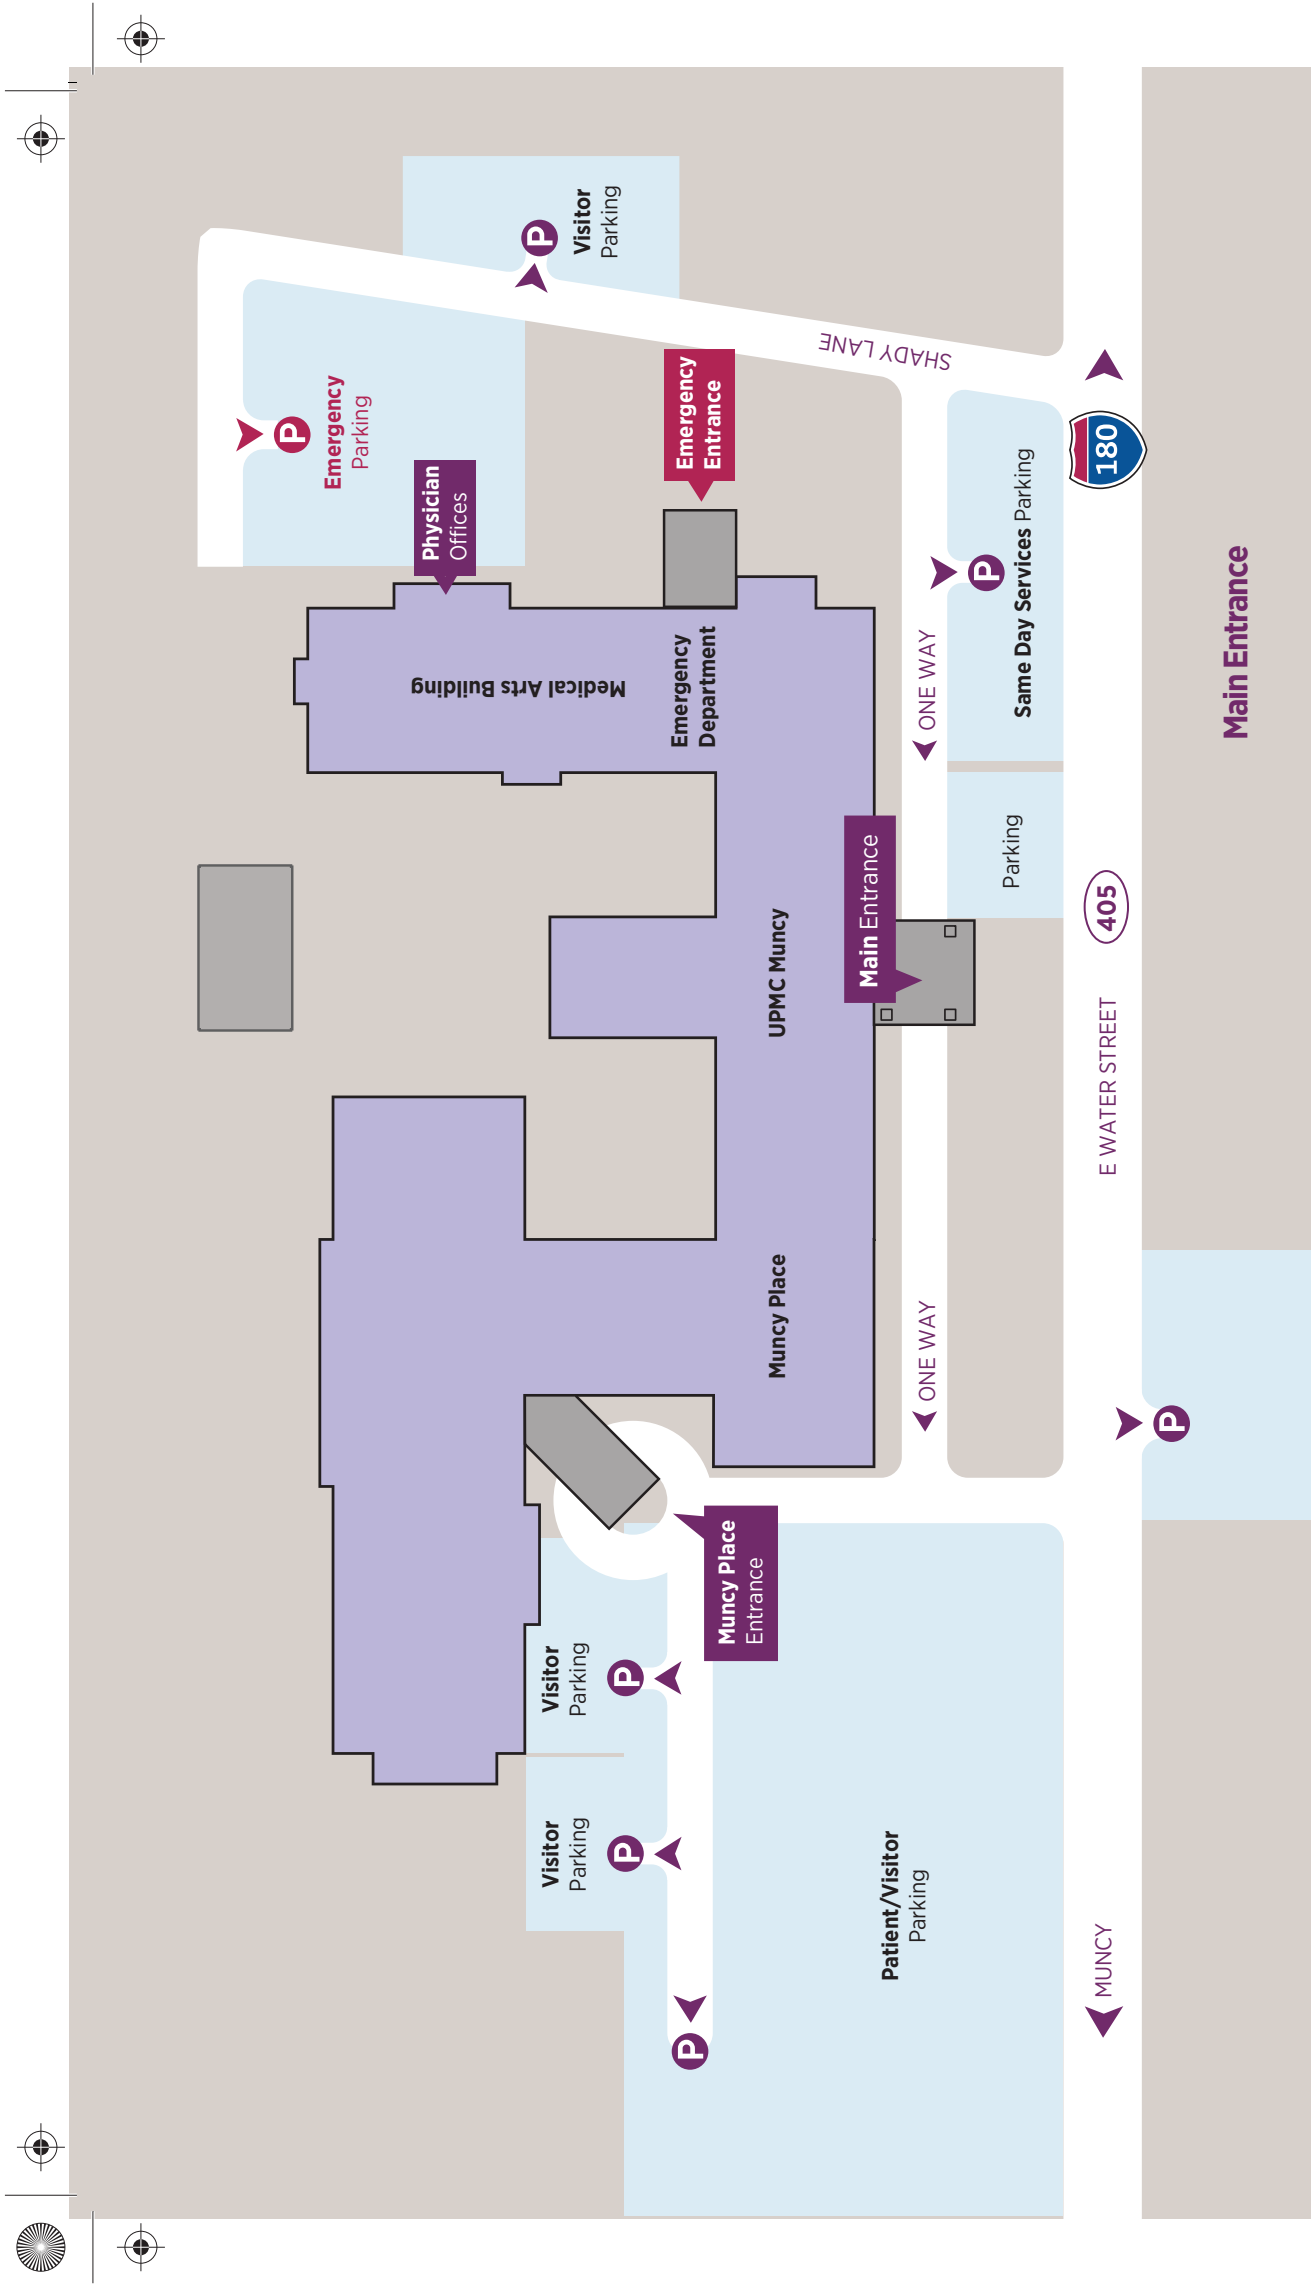 Visitor
Parking
P
SHADY LANE
Emergency
Parking
P
Physician
Offices
Emergency
Entrance
Medical Arts Building
Emergency
Department
ONE WAY
P
Same Day Services Parking
180
Main Entrance
Parking
Main Entrance
UPMC Muncy
405
E WATER STREET
Muncy Place
ONE WAY
P
Muncy Place
Entrance
Visitor
Parking
P
Visitor
Parking
P
Patient/Visitor
Parking
P
MUNCY